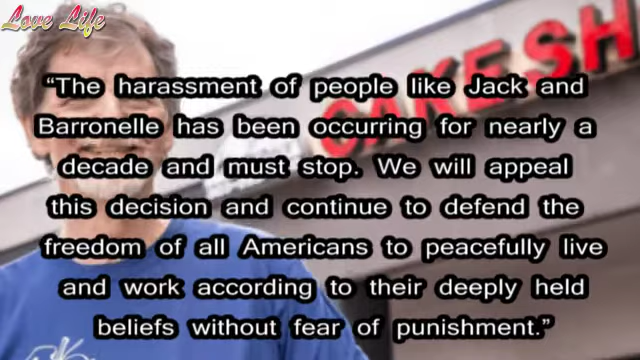 Love Life
CAKE SH
“The harassment of people like Jack and
Barronelle has been occurring for nearly a
decade and must stop. We will appeal
this decision and continue to defend the
freedom of all Americans to peacefully live
and work according to their deeply held
beliefs without fear of punishment.”